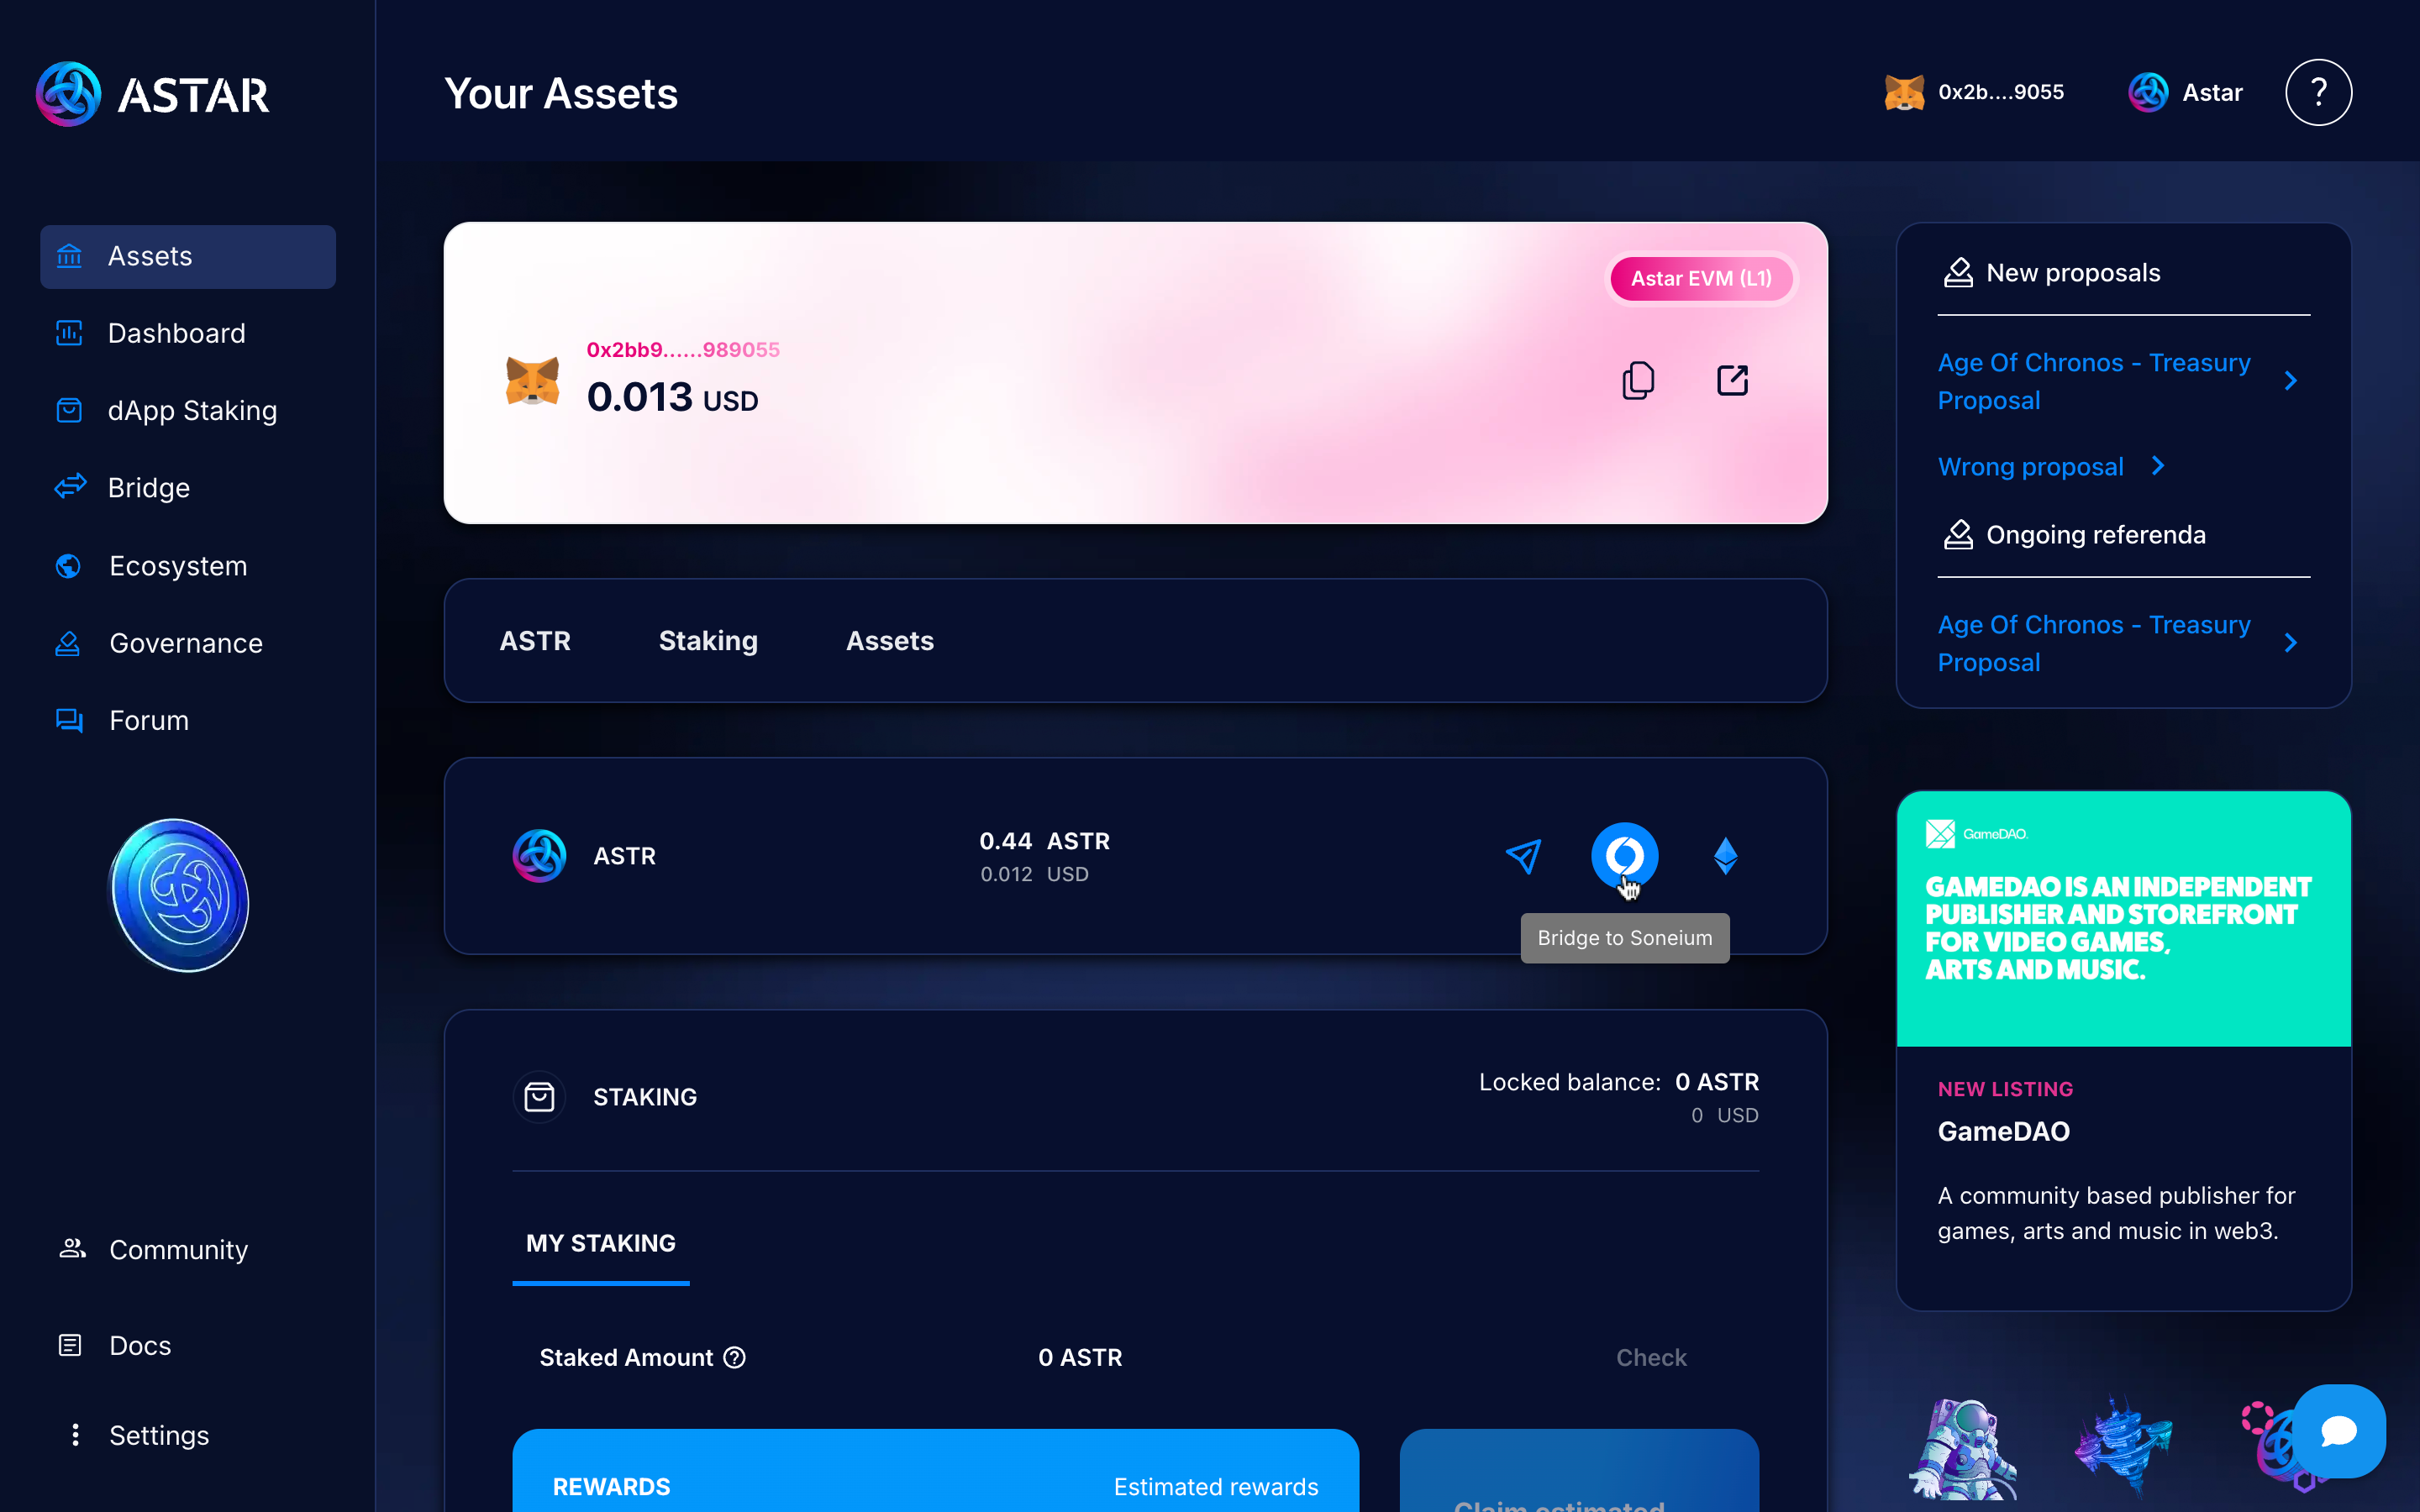 ASTAR
Your Assets
0x2b....9055
Astar
?
Assets
Dashboard
dApp Staking
Bridge
Ecosystem
Governance
Forum
Community
Docs
Settings
Astar EVM (L1)
0x2bb9......989055
0.013 USD
ASTR
Staking
Assets
ASTR
0.44 ASTR
0.012 USD
Bridge to Soneium
STAKING
Locked balance: 0 ASTR
0 USD
MY STAKING
Staked Amount
0 ASTR
Check
REWARDS
Estimated rewards
Claim estimated
New proposals
Age Of Chronos - Treasury
Proposal
Wrong proposal
Ongoing referenda
Age Of Chronos - Treasury
Proposal
GameDAO.
GAMEDAO IS AN INDEPENDENT
PUBLISHER AND STOREFRONT
FOR VIDEO GAMES,
ARTS AND MUSIC.
NEW LISTING
GameDAO
A community based publisher for
games, arts and music in web3.